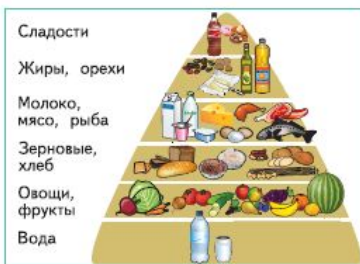 Сладости
Жиры, орехи
Молоко,
мясо, рыба
Зерновые,
хлеб
Овощи,
фрукты
Вода